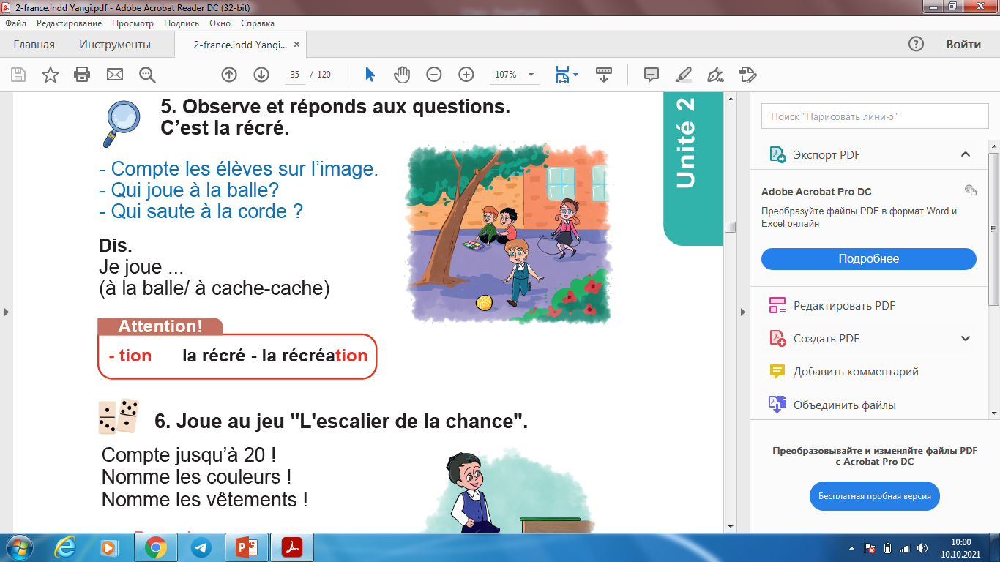 2-france.indd Yangi.pdf - Adobe Acrobat Reader DC (32-bit)
Файл Редактирование Просмотр Подпись Окно Справка
Главная Инструменты 2-france.indd Yangi... × Войти
35 / 120 107%
5. Observe et réponds aux questions.
C’est la récré.
- Compte les élèves sur l’image.
- Qui joue à la balle?
- Qui saute à la corde ?
Dis.
Je joue ...
(à la balle/ à cache-cache)
Attention!
- tion la récré - la récréation
6. Joue au jeu "L'escalier de la chance".
Compte jusqu’à 20 !
Nomme les couleurs !
Nomme les vêtements !
Unité 2
Поиск "Нарисовать линию"
Экспорт PDF
Adobe Acrobat Pro DC
Преобразуйте файлы PDF в формат Word и
Excel онлайн
Подробнее
Редактировать PDF
Создать PDF
Добавить комментарий
Объединить файлы
Преобразовывайте и изменяйте файлы PDF
с Acrobat Pro DC
Бесплатная пробная версия
10:00
10.10.2021